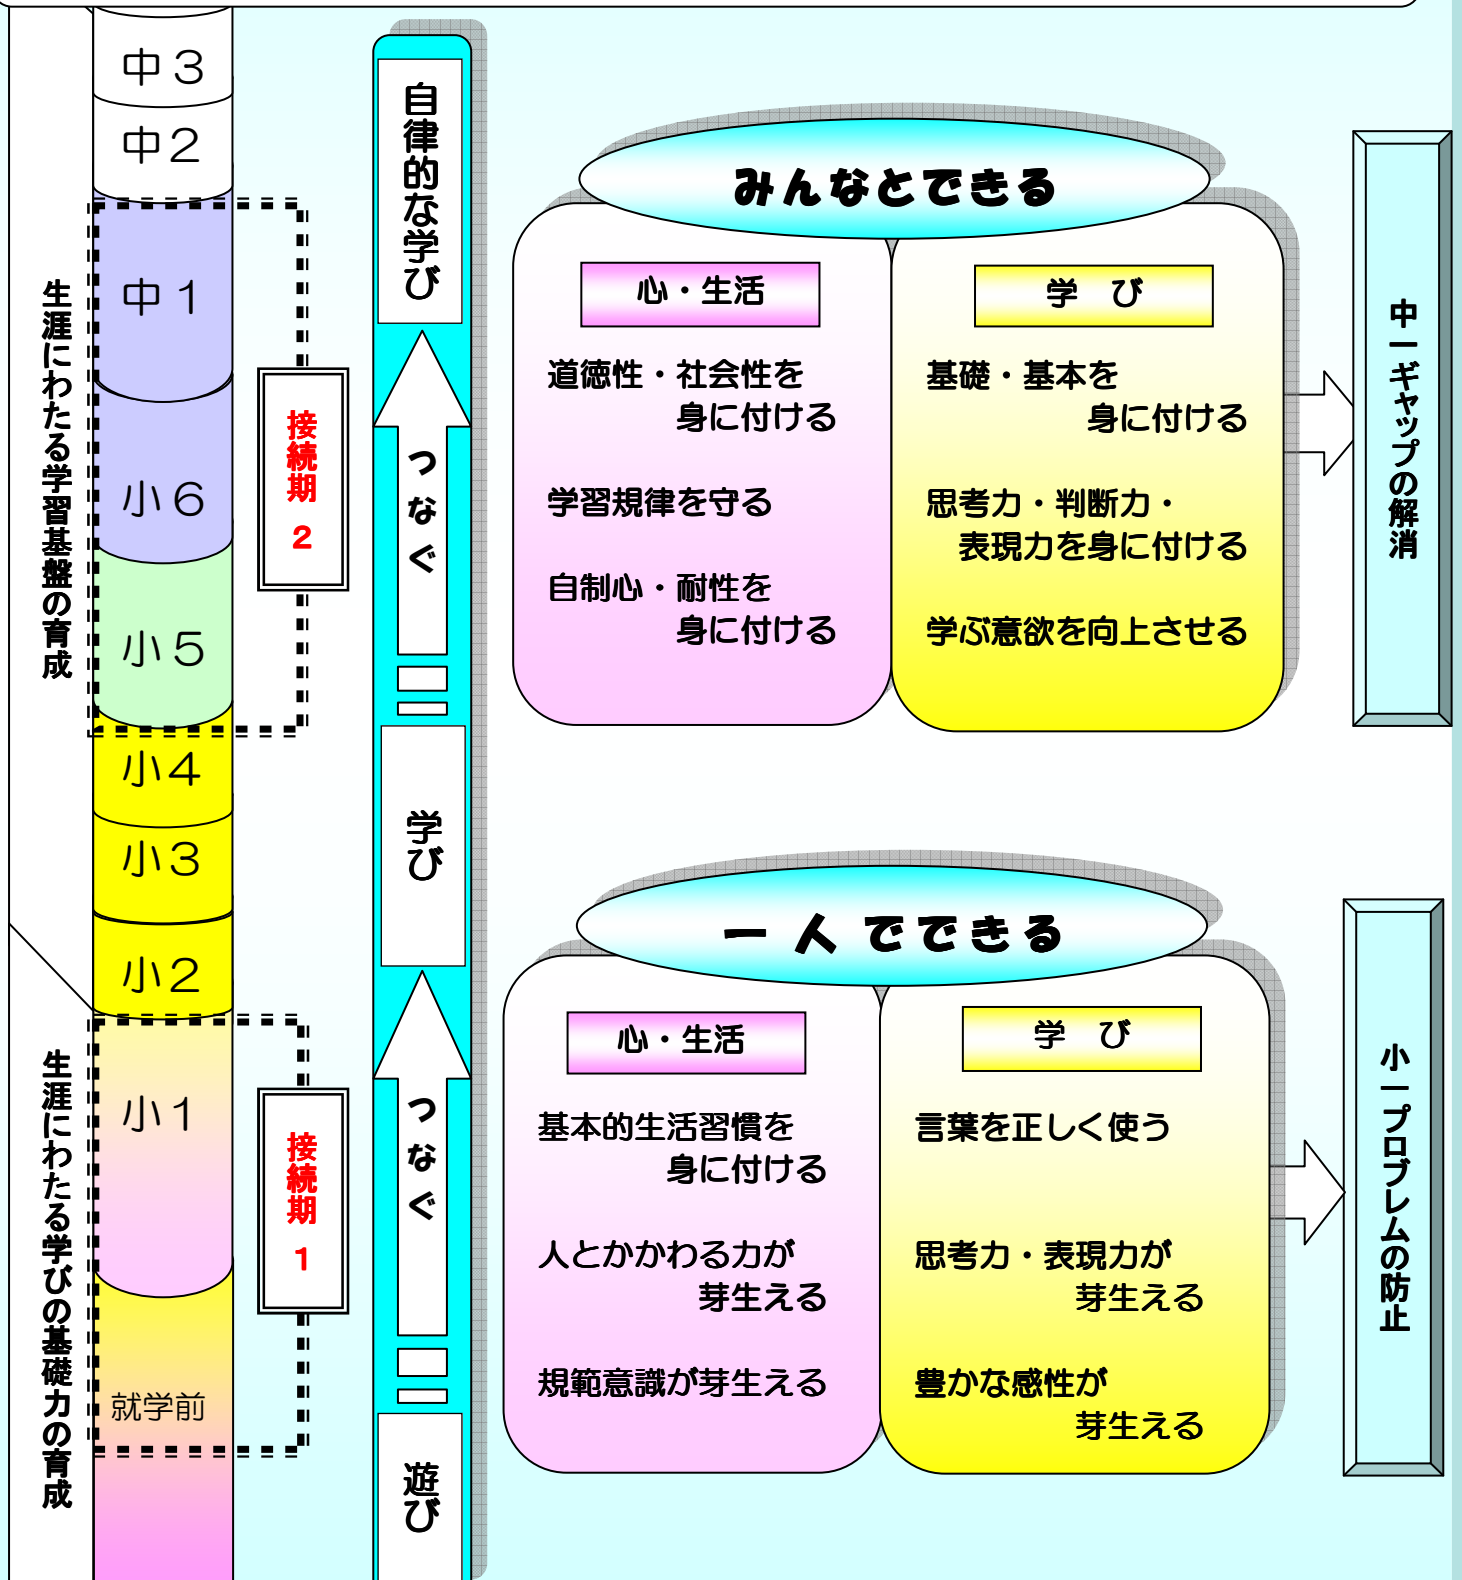 中３
中２
中１
小６
小５
小４
小３
小２
小１
就学前
生涯にわたる学習基盤の育成
生涯にわたる学びの基礎力の育成
接続期 ２
接続期 １
自律的な学び
つなぐ
学び
つなぐ
遊び
みんなとできる
心・生活
道徳性・社会性を
身に付ける
学習規律を守る
自制心・耐性を
身に付ける
学 び
基礎・基本を
身に付ける
思考力・判断力・
表現力を身に付ける
学ぶ意欲を向上させる
中一ギャップの解消
一人でできる
心・生活
基本的生活習慣を
身に付ける
人とかかわる力が
芽生える
規範意識が芽生える
学 び
言葉を正しく使う
思考力・表現力が
芽生える
豊かな感性が
芽生える
小一プロブレムの防止